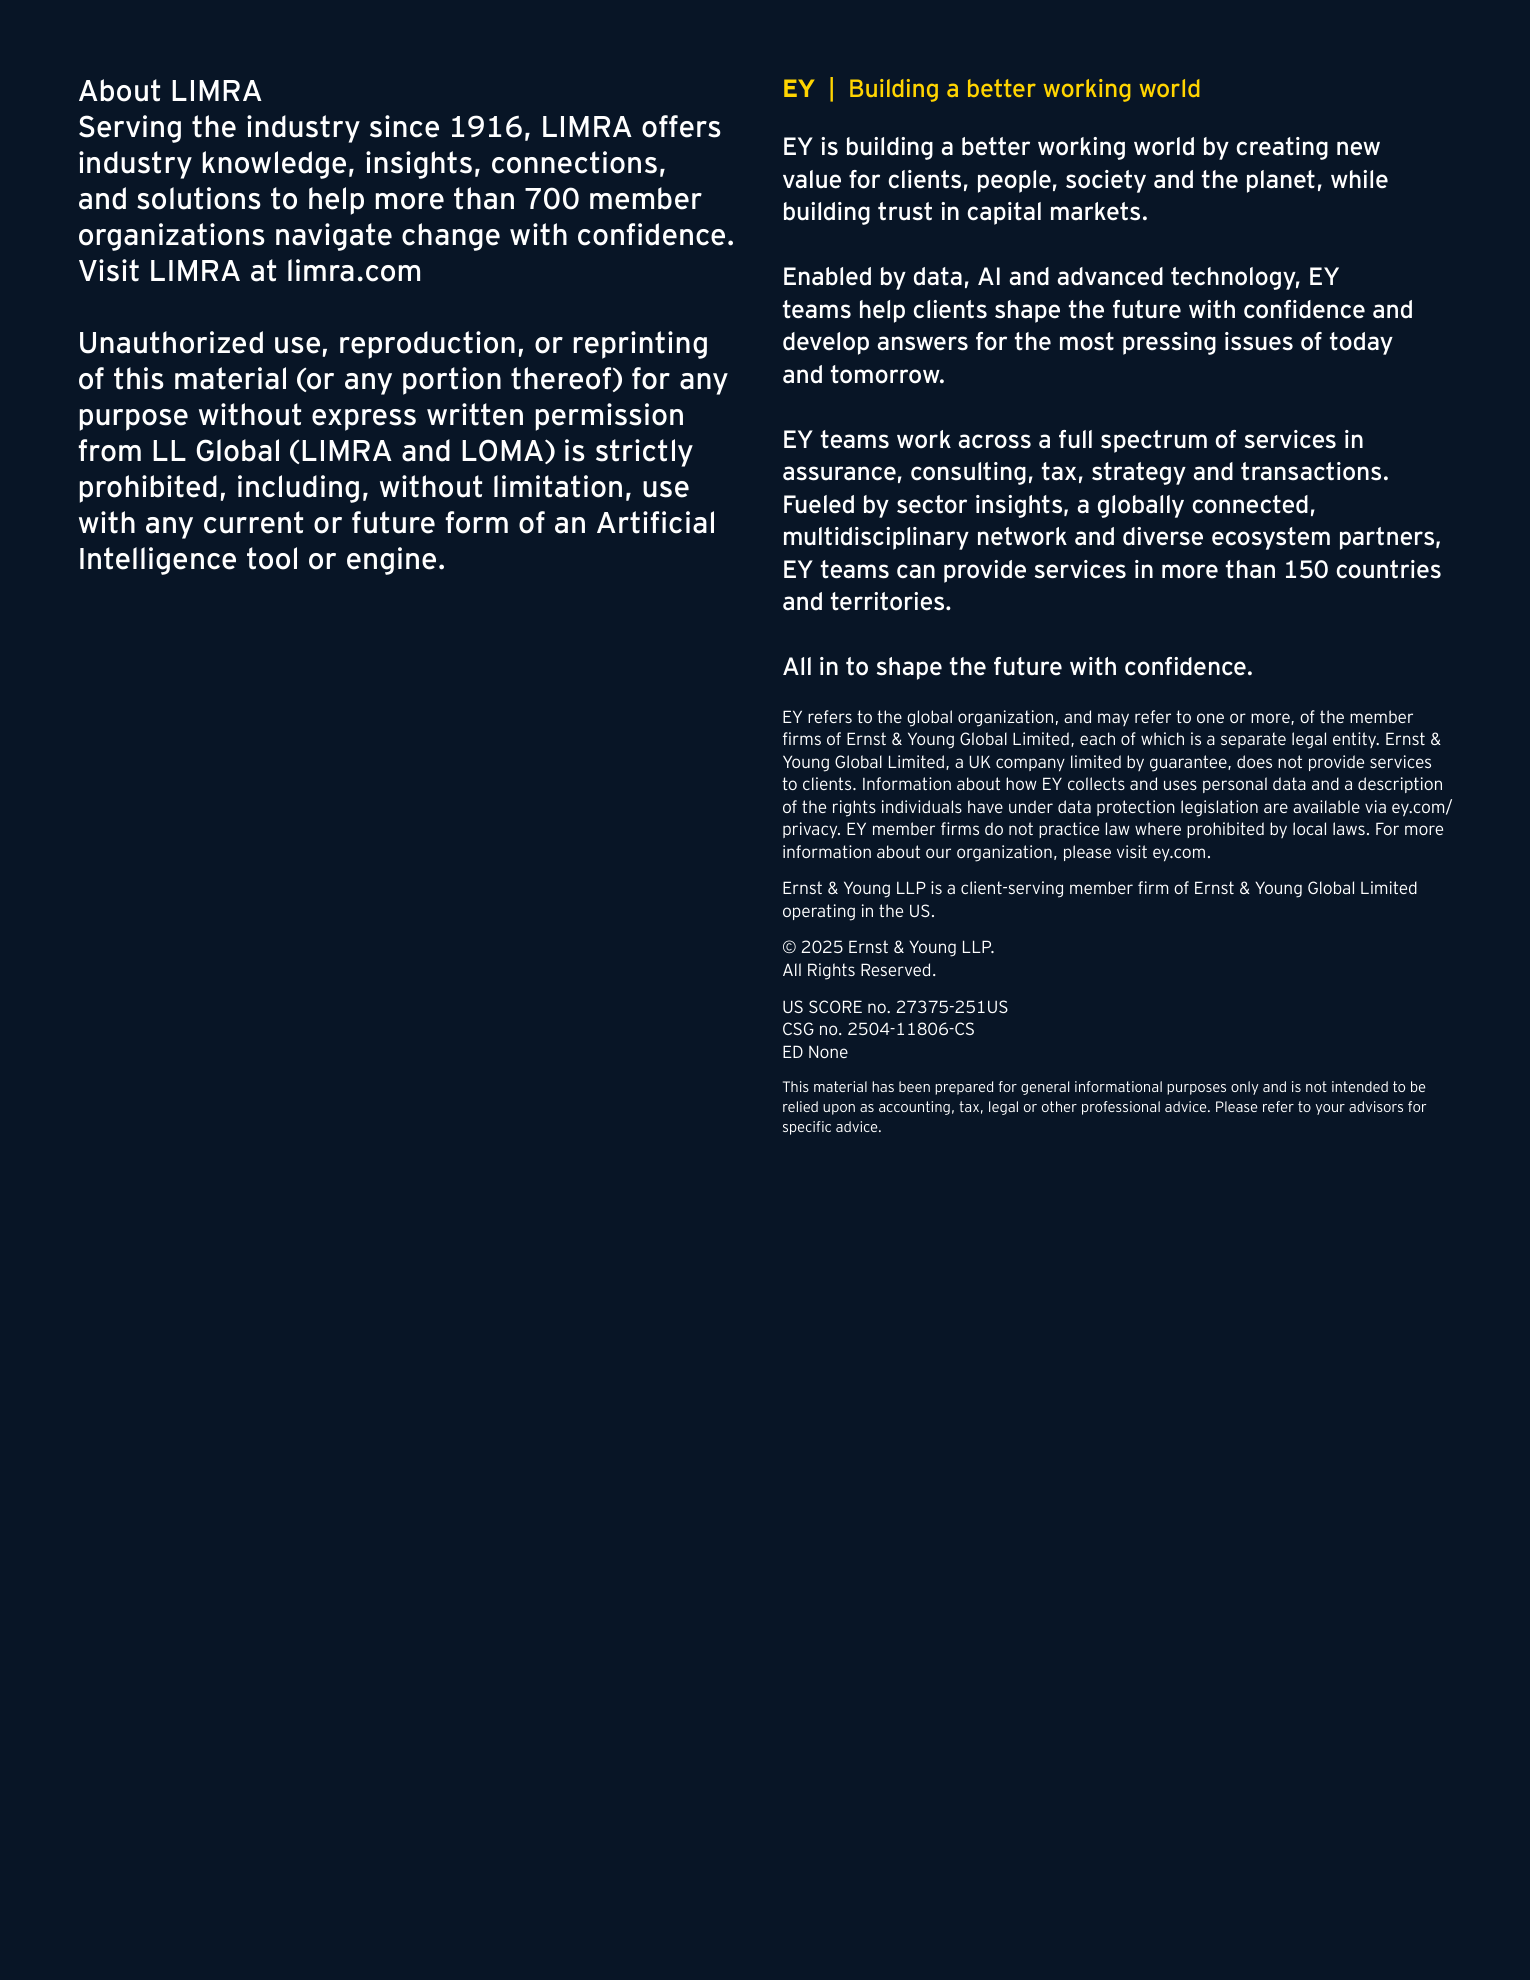 About LIMRA
Serving the industry since 1916, LIMRA offers
industry knowledge, insights, connections,
and solutions to help more than 700 member
organizations navigate change with confidence.
Visit LIMRA at limra.com
Unauthorized use, reproduction, or reprinting
of this material (or any portion thereof) for any
purpose without express written permission
from LL Global (LIMRA and LOMA) is strictly
prohibited, including, without limitation, use
with any current or future form of an Artificial
Intelligence tool or engine.
EY | Building a better working world
EY is building a better working world by creating new
value for clients, people, society and the planet, while
building trust in capital markets.
Enabled by data, AI and advanced technology, EY
teams help clients shape the future with confidence and
develop answers for the most pressing issues of today
and tomorrow.
EY teams work across a full spectrum of services in
assurance, consulting, tax, strategy and transactions.
Fueled by sector insights, a globally connected,
multidisciplinary network and diverse ecosystem partners,
EY teams can provide services in more than 150 countries
and territories.
All in to shape the future with confidence.
EY refers to the global organization, and may refer to one or more, of the member
firms of Ernst & Young Global Limited, each of which is a separate legal entity. Ernst &
Young Global Limited, a UK company limited by guarantee, does not provide services
to clients. Information about how EY collects and uses personal data and a description
of the rights individuals have under data protection legislation are available via ey.com/
privacy. EY member firms do not practice law where prohibited by local laws. For more
information about our organization, please visit ey.com.
Ernst & Young LLP is a client-serving member firm of Ernst & Young Global Limited
operating in the US.
© 2025 Ernst & Young LLP.
All Rights Reserved.
US SCORE no. 27375-251US
CSG no. 2504-11806-CS
ED None
This material has been prepared for general informational purposes only and is not intended to be
relied upon as accounting, tax, legal or other professional advice. Please refer to your advisors for
specific advice.